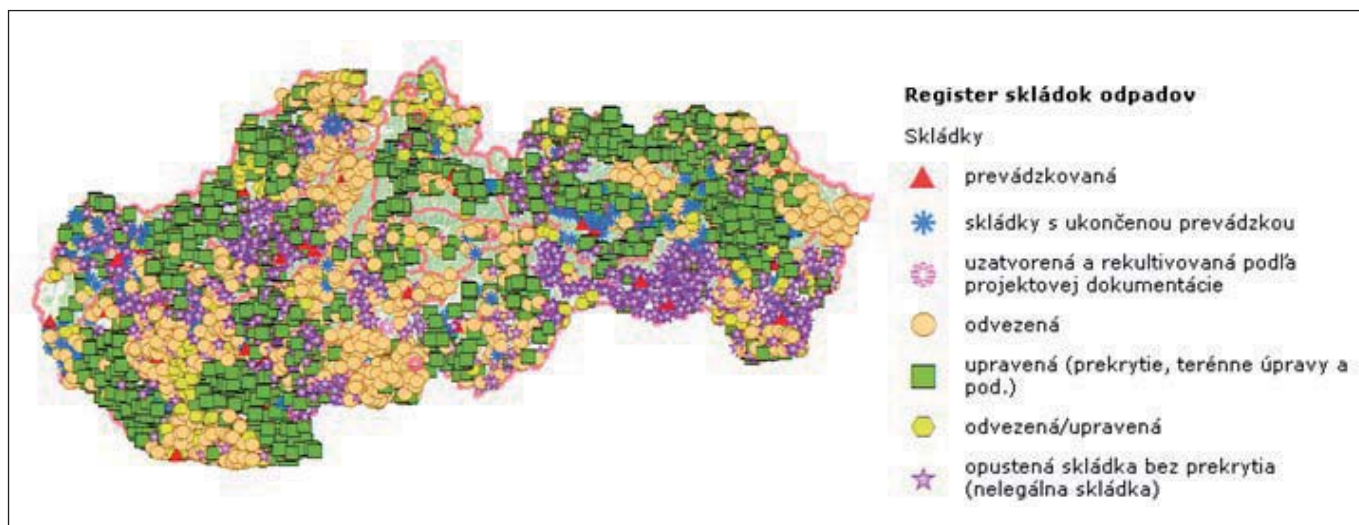 Register skládok odpadov
Skládky
prevádzkovaná
skládky s ukončenou prevádzkou
uzatvorená a rekultivovaná podľa
projektovej dokumentácie
odvezená
upravená (prekrytie, terénne úpravy a
pod.)
odvezená/upravená
opustená skládka bez prekrytia
(nelegálna skládka)